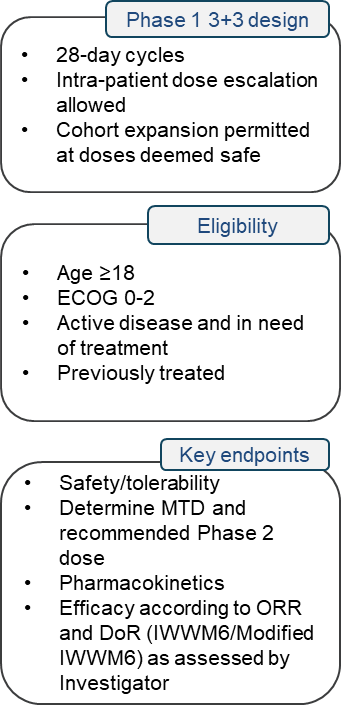 Phase 1 3+3 design
• 28-day cycles
• Intra-patient dose escalation
allowed
• Cohort expansion permitted
at doses deemed safe
Eligibility
• Age ≥18
• ECOG 0-2
• Active disease and in need
of treatment
• Previously treated
Key endpoints
• Safety/tolerability
• Determine MTD and
recommended Phase 2
dose
• Pharmacokinetics
• Efficacy according to ORR
and DoR (IWWM6/Modified
IWWM6) as assessed by
Investigator